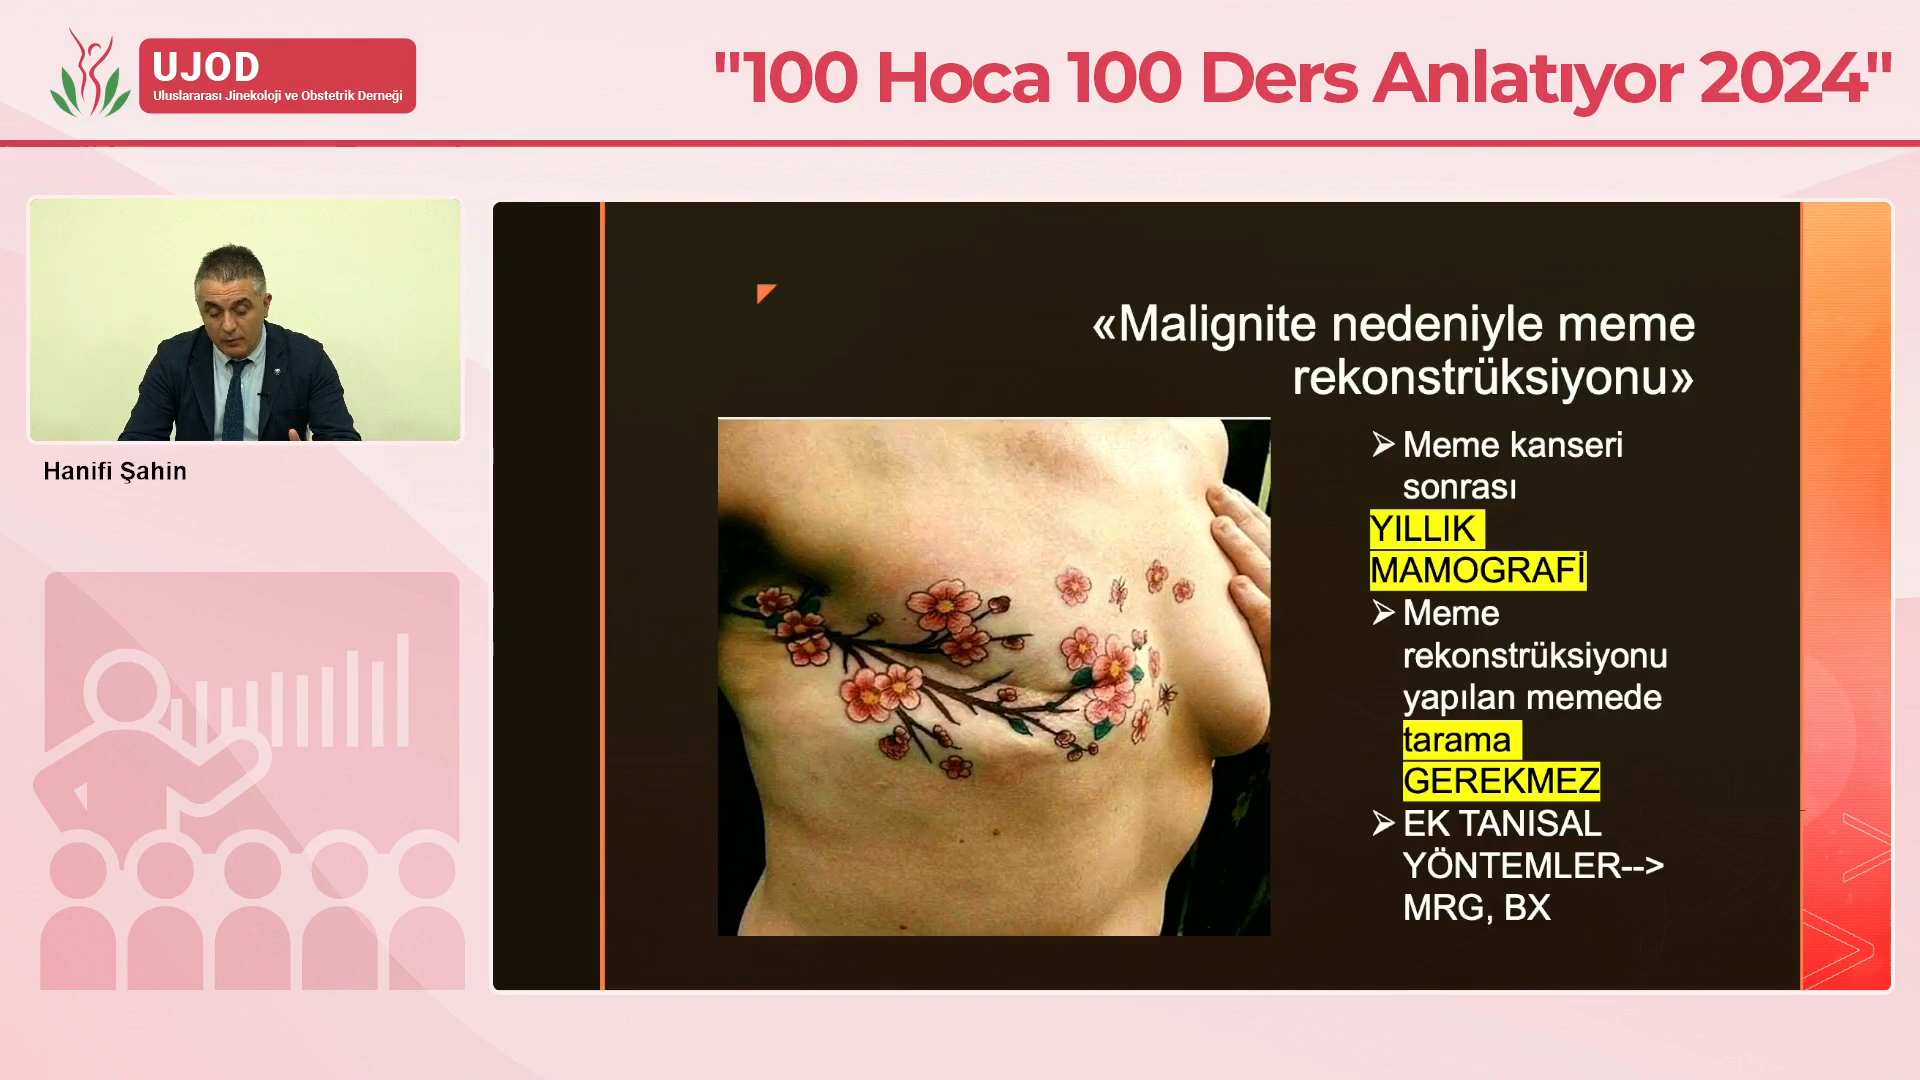 UJOD
Uluslararası Jinekoloji ve Obstetrik Derneği
"100 Hoca 100 Ders Anlatıyor 2024"
Hanifi Şahin
«Malignite nedeniyle meme
rekonstrüksiyonu»
➢ Meme kanseri
sonrası
YILLIK
MAMOGRAFİ
➢ Meme
rekonstrüksiyonu
yapılan memede
tarama
GEREKMEZ
➢ EK TANISAL
YÖNTEMLER-->
MRG, BX